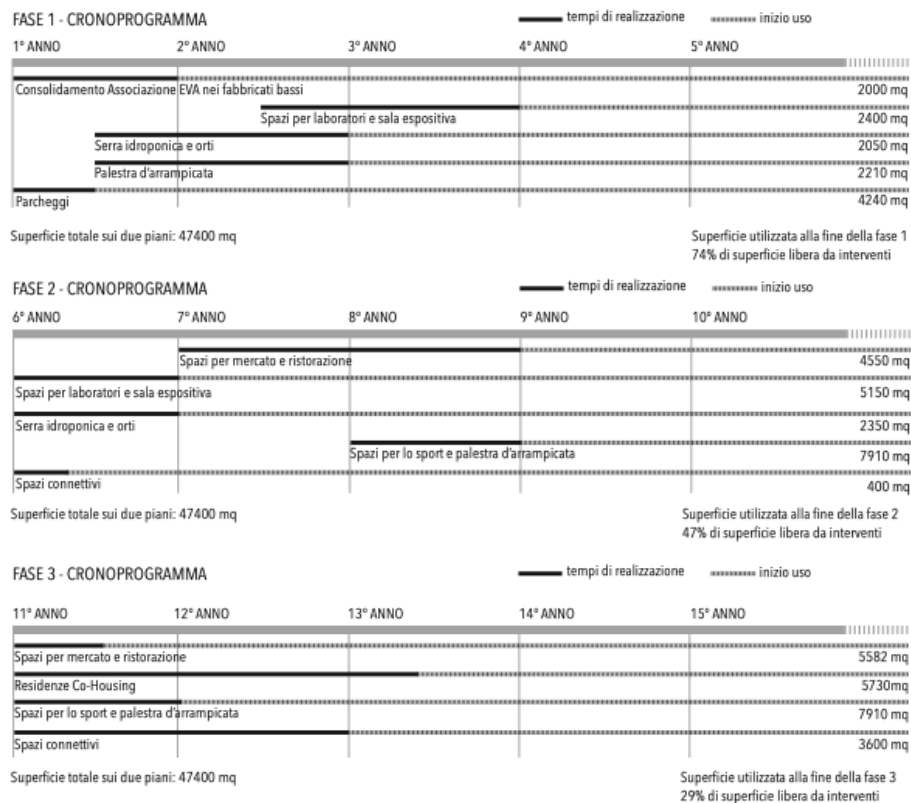 FASE 1 - CRONOPROGRAMMA
tempi di realizzazione
inizio uso
1° ANNO 2° ANNO 3° ANNO 4° ANNO 5° ANNO
Consolidamento Associazione EVA nei fabbricati bassi 2000 mq
Spazi per laboratori e sala espositiva 2400 mq
Serra idroponica e orti 2050 mq
Palestra d'arrampicata 2210 mq
Parcheggi 4240 mq
Superficie totale sui due piani: 47400 mq
Superficie utilizzata alla fine della fase 1
74% di superficie libera da interventi
FASE 2 - CRONOPROGRAMMA
tempi di realizzazione
inizio uso
6° ANNO 7° ANNO 8° ANNO 9° ANNO 10° ANNO
Spazi per mercato e ristorazione 4550 mq
Spazi per laboratori e sala espositiva 5150 mq
Serra idroponica e orti 2350 mq
Spazi per lo sport e palestra d'arrampicata 7910 mq
Spazi connettivi 400 mq
Superficie totale sui due piani: 47400 mq
Superficie utilizzata alla fine della fase 2
47% di superficie libera da interventi
FASE 3 - CRONOPROGRAMMA
tempi di realizzazione
inizio uso
11° ANNO 12° ANNO 13° ANNO 14° ANNO 15° ANNO
Spazi per mercato e ristorazione 5582 mq
Residenze Co-Housing 5730mq
Spazi per lo sport e palestra d'arrampicata 7910 mq
Spazi connettivi 3600 mq
Superficie totale sui due piani: 47400 mq
Superficie utilizzata alla fine della fase 3
29% di superficie libera da interventi